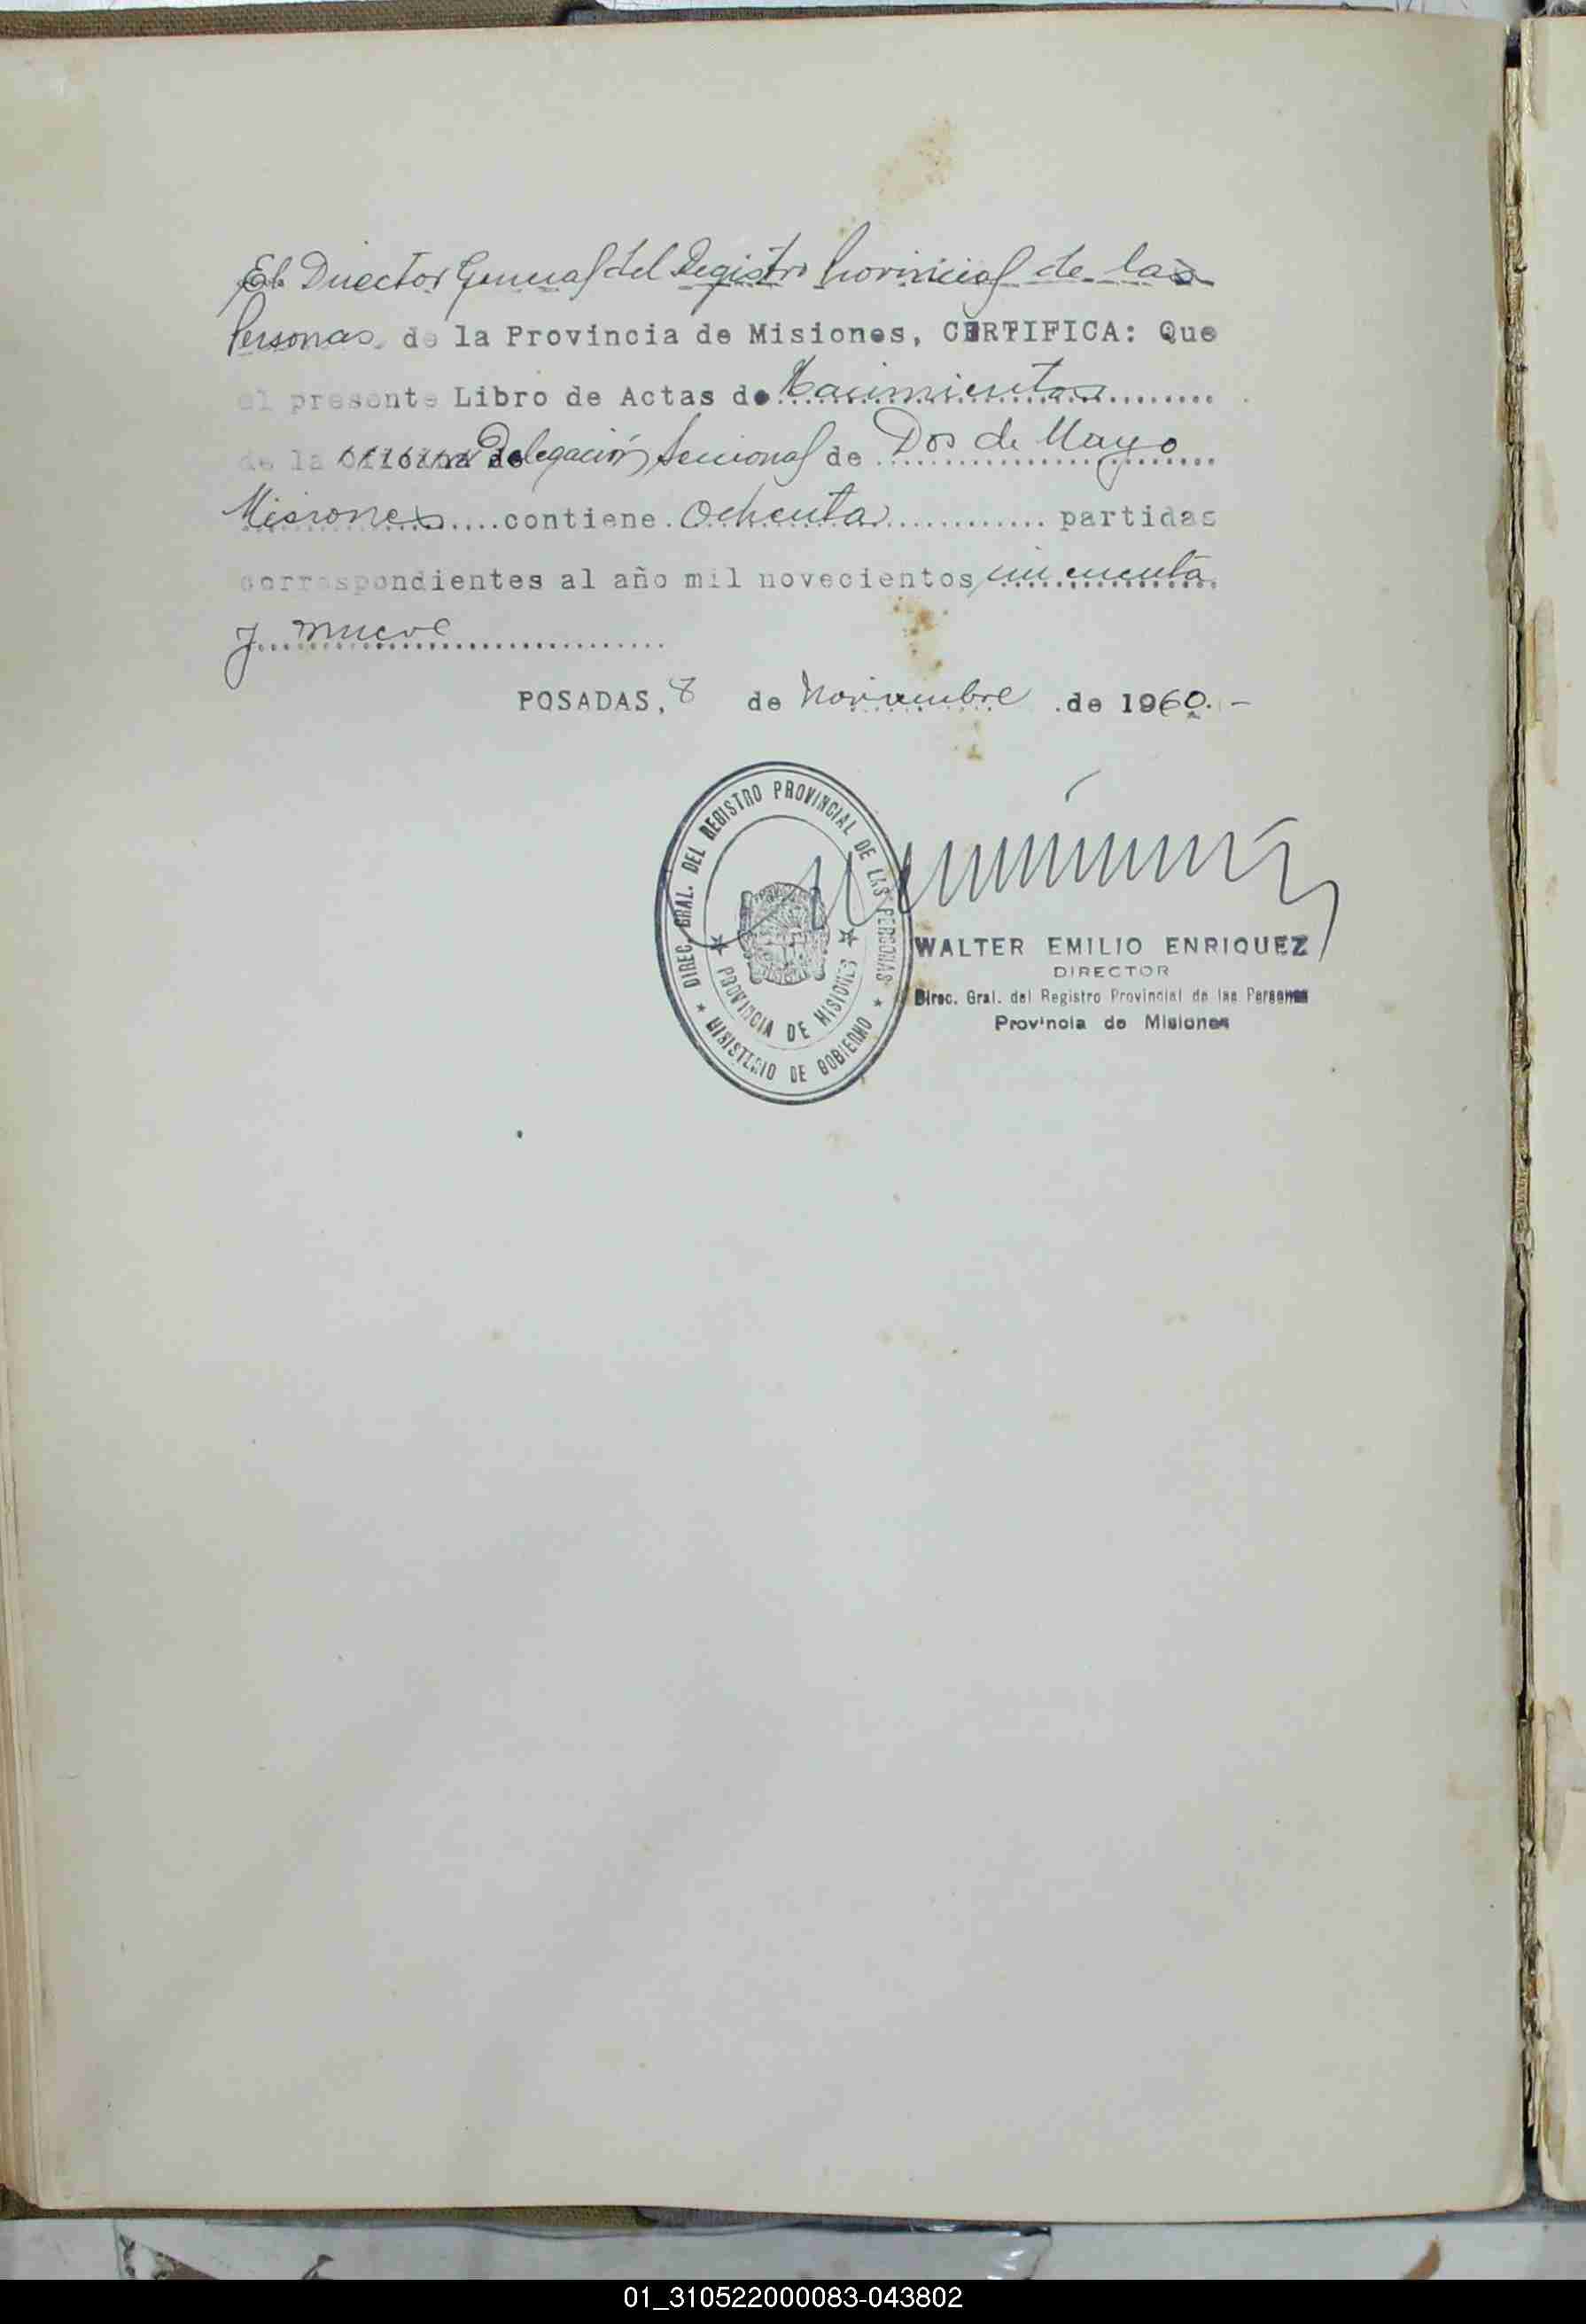 El Director General del Registro Provincial de las
Personas de la Provincia de Misiones, CERTIFICA: Que
el presente Libro de Actas de Nacimientos
de la Delegación Seccional de Dos de Mayo
Misiones contiene Ochenta partidas
correspondientes al año mil novecientos cincuenta
y nueve
POSADAS, 8 de Noviembre de 1960.-
DIREC. GRAL. DEL REGISTRO PROVINCIAL DE LAS PERSONAS
PROVINCIA DE MISIONES
MINISTERIO DE GOBIERNO
WALTER EMILIO ENRIQUEZ
DIRECTOR
Direc. Gral. del Registro Provincial de las Personas
Provincia de Misiones
01_310522000083-043802